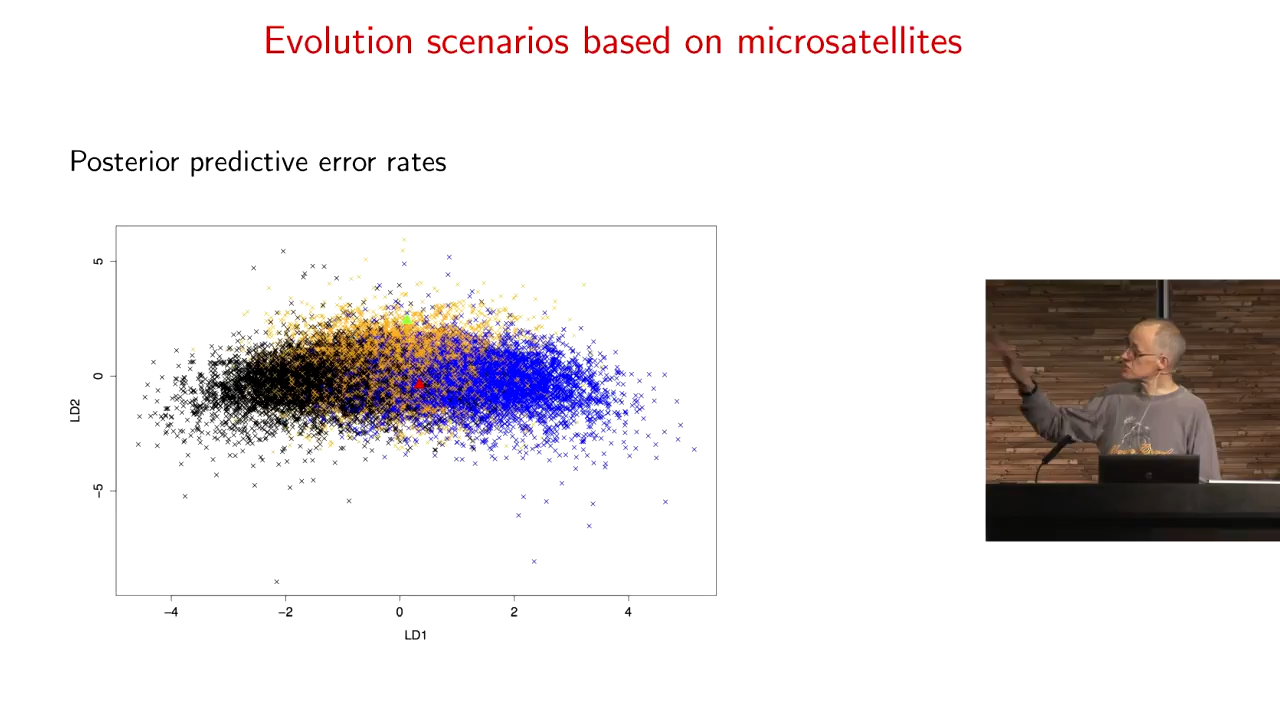 Evolution scenarios based on microsatellites
Posterior predictive error rates
5
0
−5
LD2
−4 −2 0 2 4
LD1